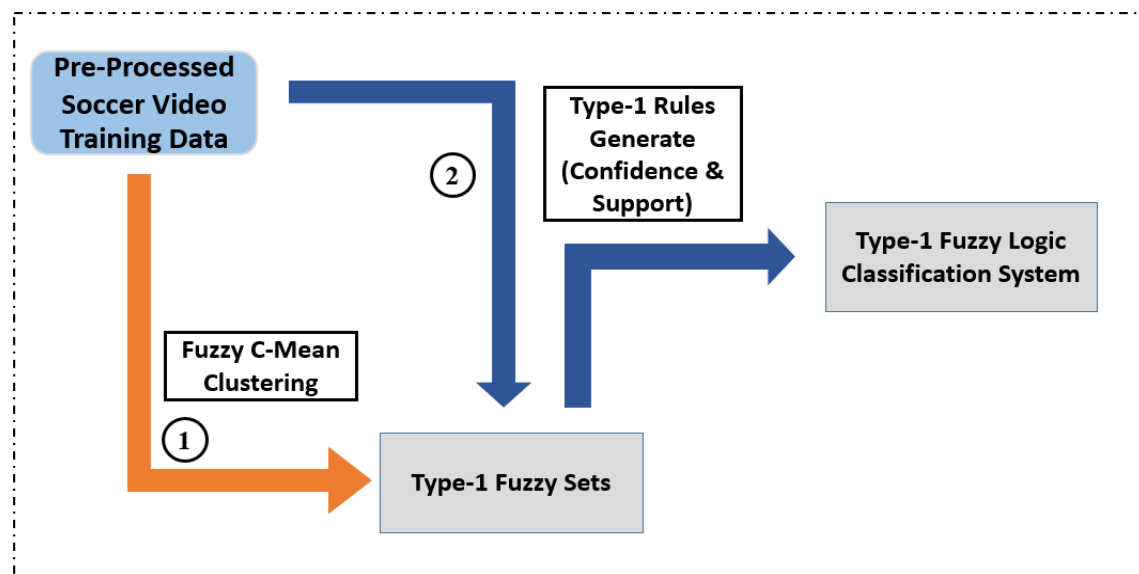 Pre-Processed
Soccer Video
Training Data
Type-1 Rules
Generate
(Confidence &
Support)
2
Type-1 Fuzzy Logic
Classification System
Fuzzy C-Mean
Clustering
1
Type-1 Fuzzy Sets